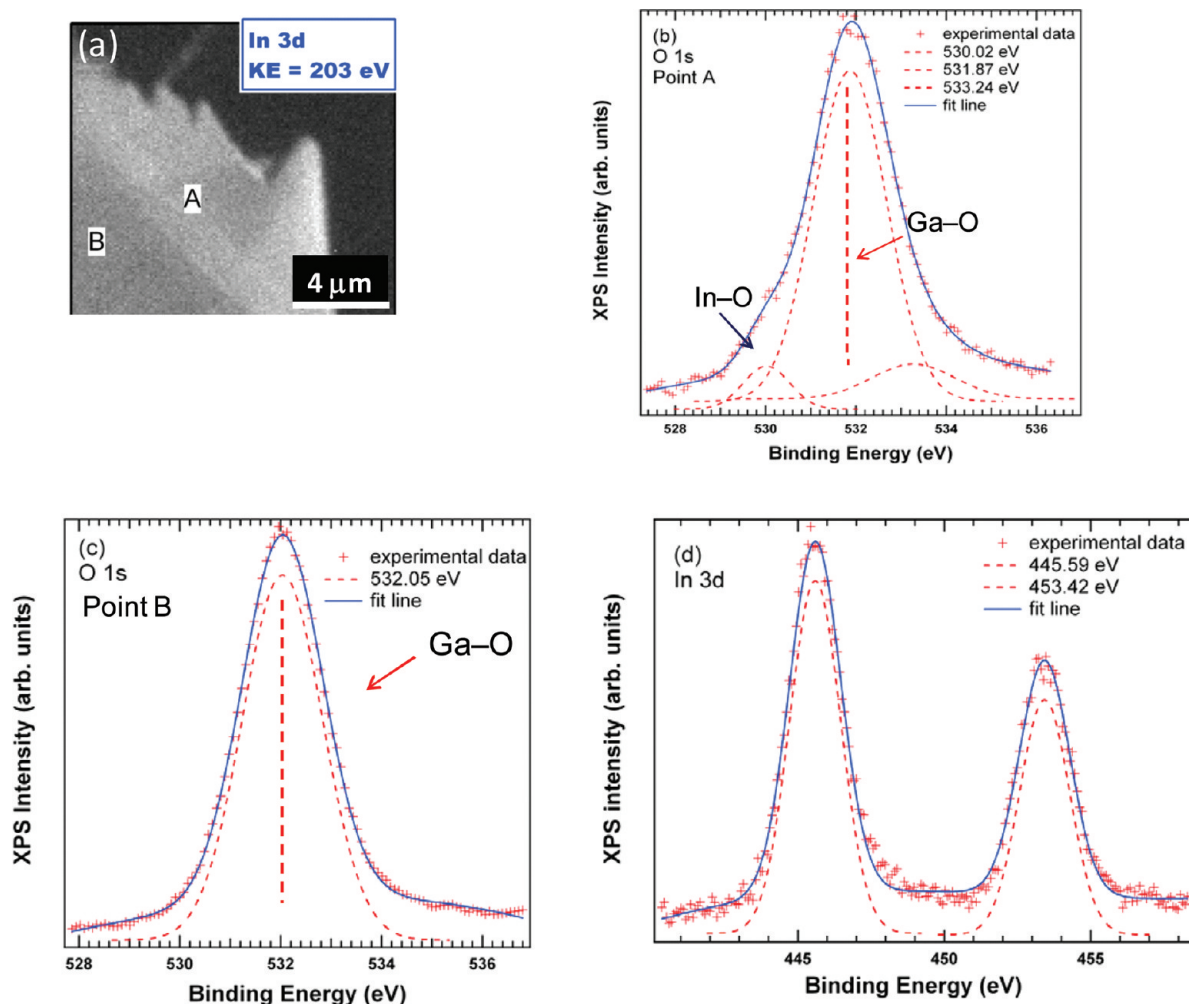 (a)
In 3d
KE = 203 eV
A
B
4 μm
(b)
O 1s
Point A
experimental data
530.02 eV
531.87 eV
533.24 eV
fit line
Ga–O
In–O
XPS Intensity (arb. units)
528 530 532 534 536
Binding Energy (eV)
(c)
O 1s
Point B
experimental data
532.05 eV
fit line
Ga–O
XPS Intensity (arb. units)
528 530 532 534 536
Binding Energy (eV)
(d)
In 3d
experimental data
445.59 eV
453.42 eV
fit line
XPS intensity (arb. units)
445 450 455
Binding Energy (eV)